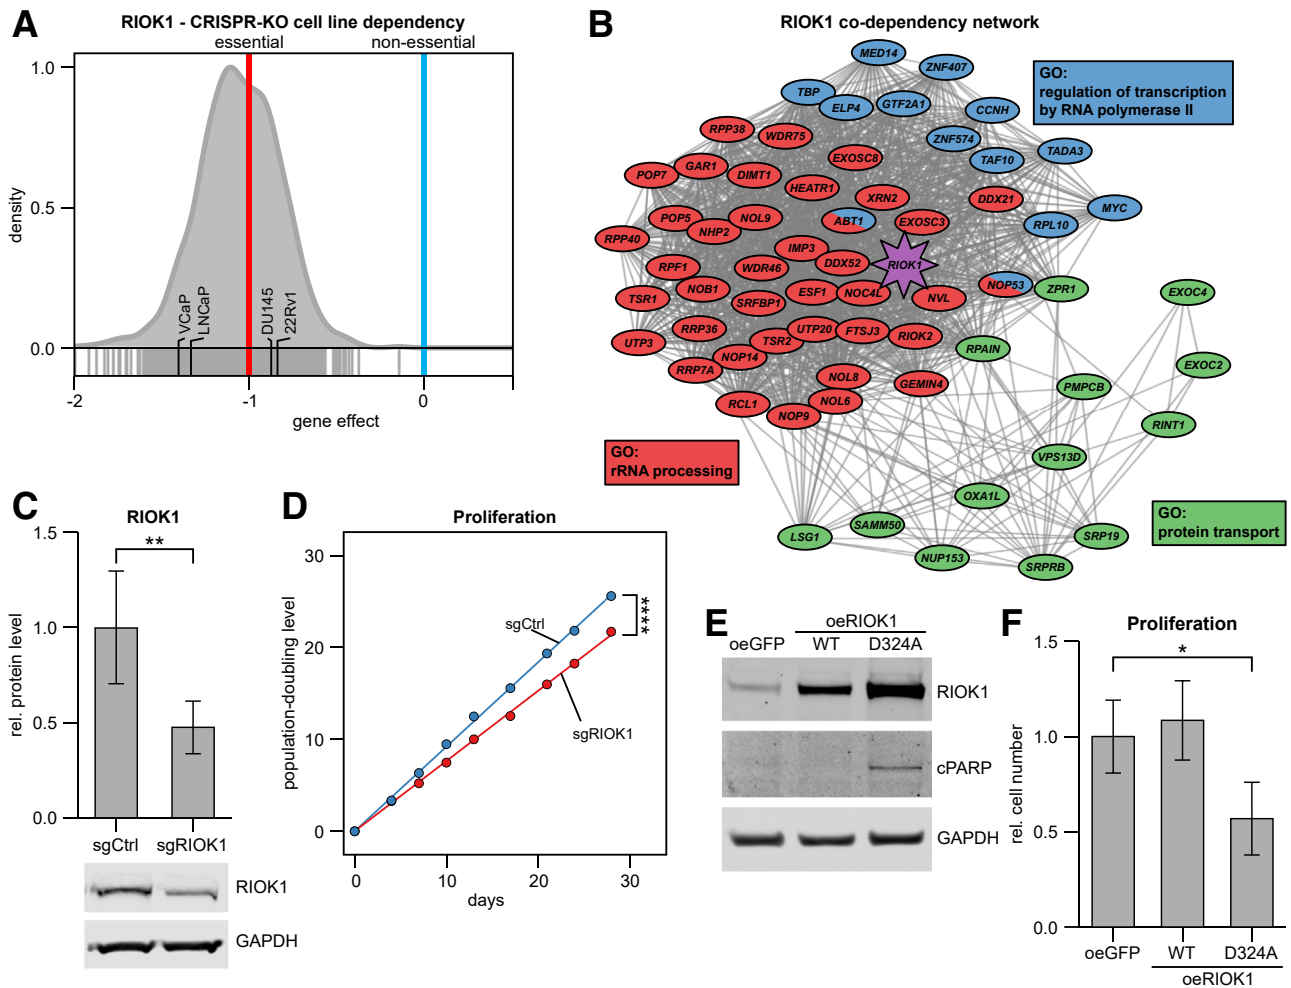 A
RIOK1 - CRISPR-KO cell line dependency
essential
non-essential
density
1.0
0.5
0.0
VCaP
LNCaP
DU145
22Rv1
-2
-1
0
gene effect
B
RIOK1 co-dependency network
MED14
ZNF407
TBP
ELP4
GTF2A1
CCNH
ZNF574
TAF10
TADA3
MYC
RPL10
GO:
regulation of transcription
by RNA polymerase II
RPP38
WDR75
EXOSC8
POP7
GAR1
DIMT1
HEATR1
XRN2
DDX21
POP5
NHP2
NOL9
ABT1
EXOSC3
RPP40
IMP3
DDX52
RIOK1
RPF1
WDR46
NOP53
ZPR1
EXOC4
TSR1
NOB1
SRFBP1
ESF1
NOC4L
NVL
UTP3
RRP36
TSR2
UTP20
FTSJ3
RIOK2
RPAIN
NOP14
RRP7A
NOL8
GEMIN4
PMPCB
EXOC2
RCL1
NOP9
NOL6
RINT1
GO:
rRNA processing
VPS13D
OXA1L
SAMM50
LSG1
NUP153
SRPRB
SRP19
GO:
protein transport
C
RIOK1
rel. protein level
1.5
1.0
0.5
0.0
**
sgCtrl
sgRIOK1
RIOK1
GAPDH
D
Proliferation
population-doubling level
30
20
10
0
sgCtrl
sgRIOK1
****
0
10
20
30
days
E
oeRIOK1
oeGFP
WT
D324A
RIOK1
cPARP
GAPDH
F
Proliferation
rel. cell number
1.5
1.0
0.5
0.0
*
oeGFP
WT
D324A
oeRIOK1